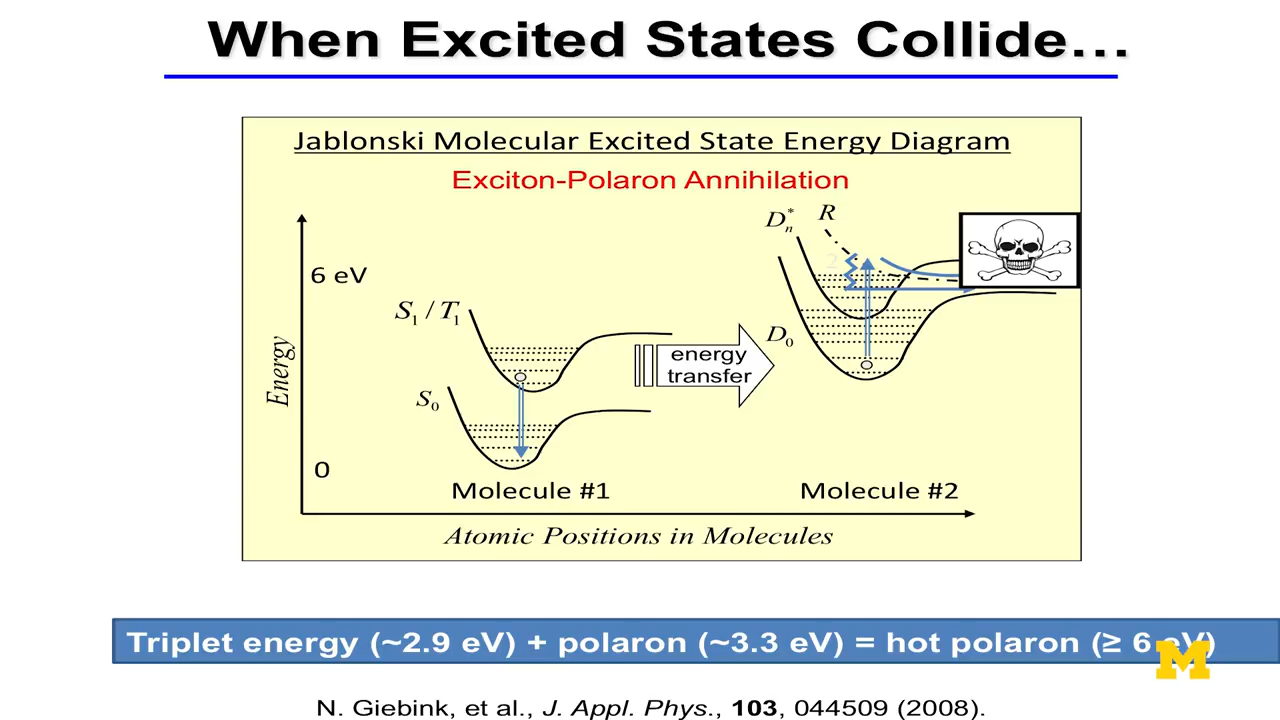 When Excited States Collide…
Jablonski Molecular Excited State Energy Diagram
Exciton-Polaron Annihilation
D*n R
6 eV
2
S1 / T1
D0
energy
transfer
Energy
S0
0
Molecule #1 Molecule #2
Atomic Positions in Molecules
Triplet energy (~2.9 eV) + polaron (~3.3 eV) = hot polaron (≥ 6 eV)
M
N. Giebink, et al., J. Appl. Phys., 103, 044509 (2008).